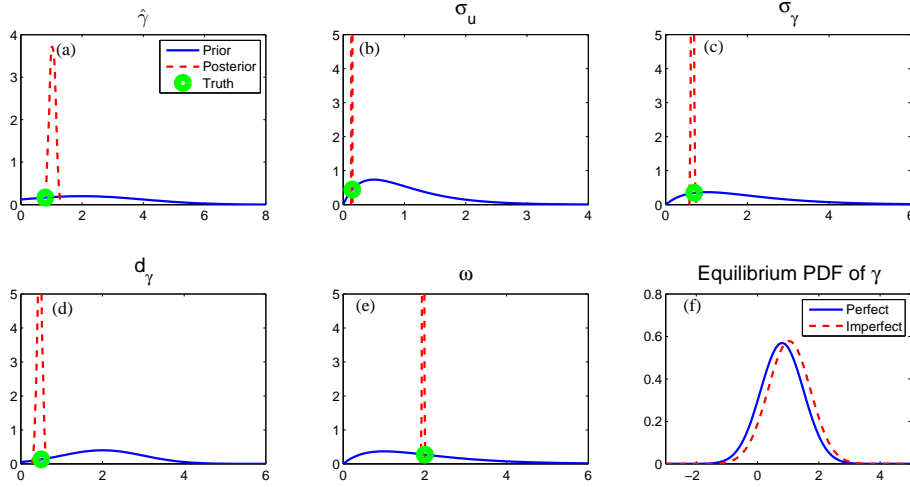 γ̂
σ_u
σ_γ
(a)
Prior
Posterior
Truth
4
3
2
1
0
0 2 4 6 8
(b)
5
4
3
2
1
0
0 1 2 3 4
(c)
5
4
3
2
1
0
0 2 4 6
d_γ
ω
Equilibrium PDF of γ
(d)
5
4
3
2
1
0
0 2 4 6
(e)
5
4
3
2
1
0
0 2 4 6
(f)
Perfect
Imperfect
0.8
0.6
0.4
0.2
0
−2 0 2 4